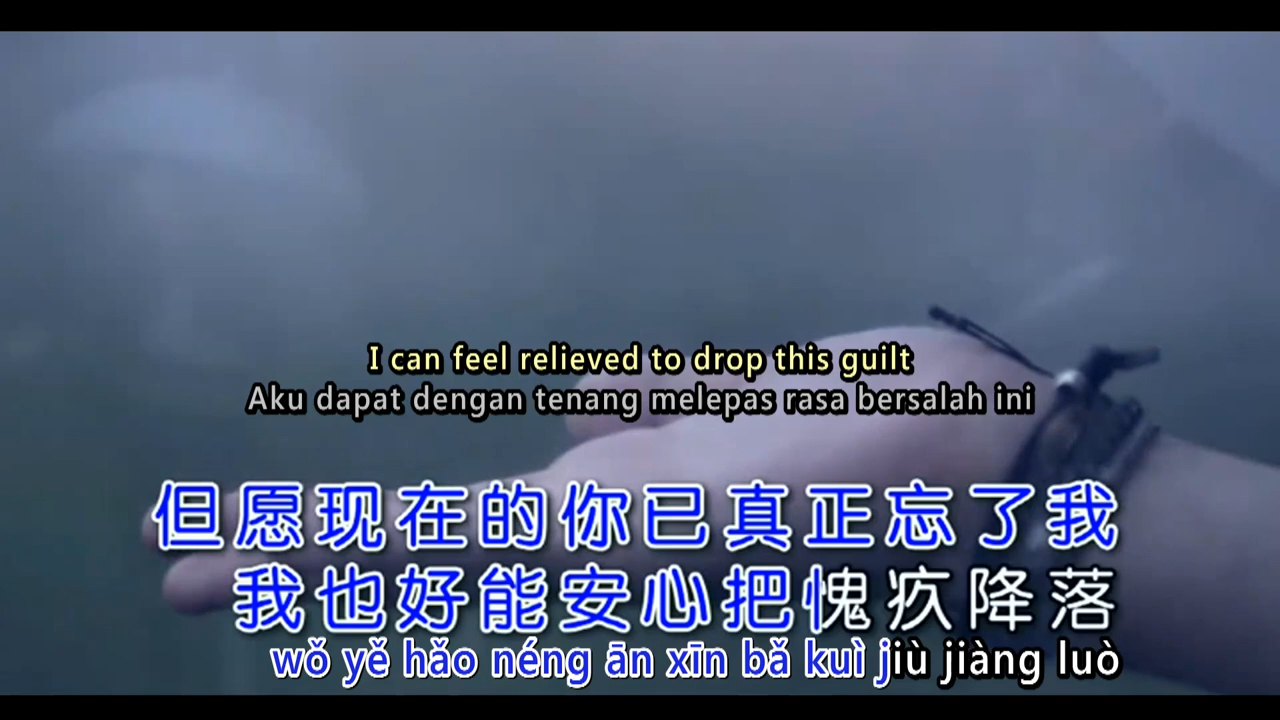 I can feel relieved to drop this guilt
Aku dapat dengan tenang melepas rasa bersalah ini
但愿现在的你已真正忘了我
我也好能安心把愧疚降落
wǒ yě hǎo néng ān xīn bǎ kuì jiù jiàng luò